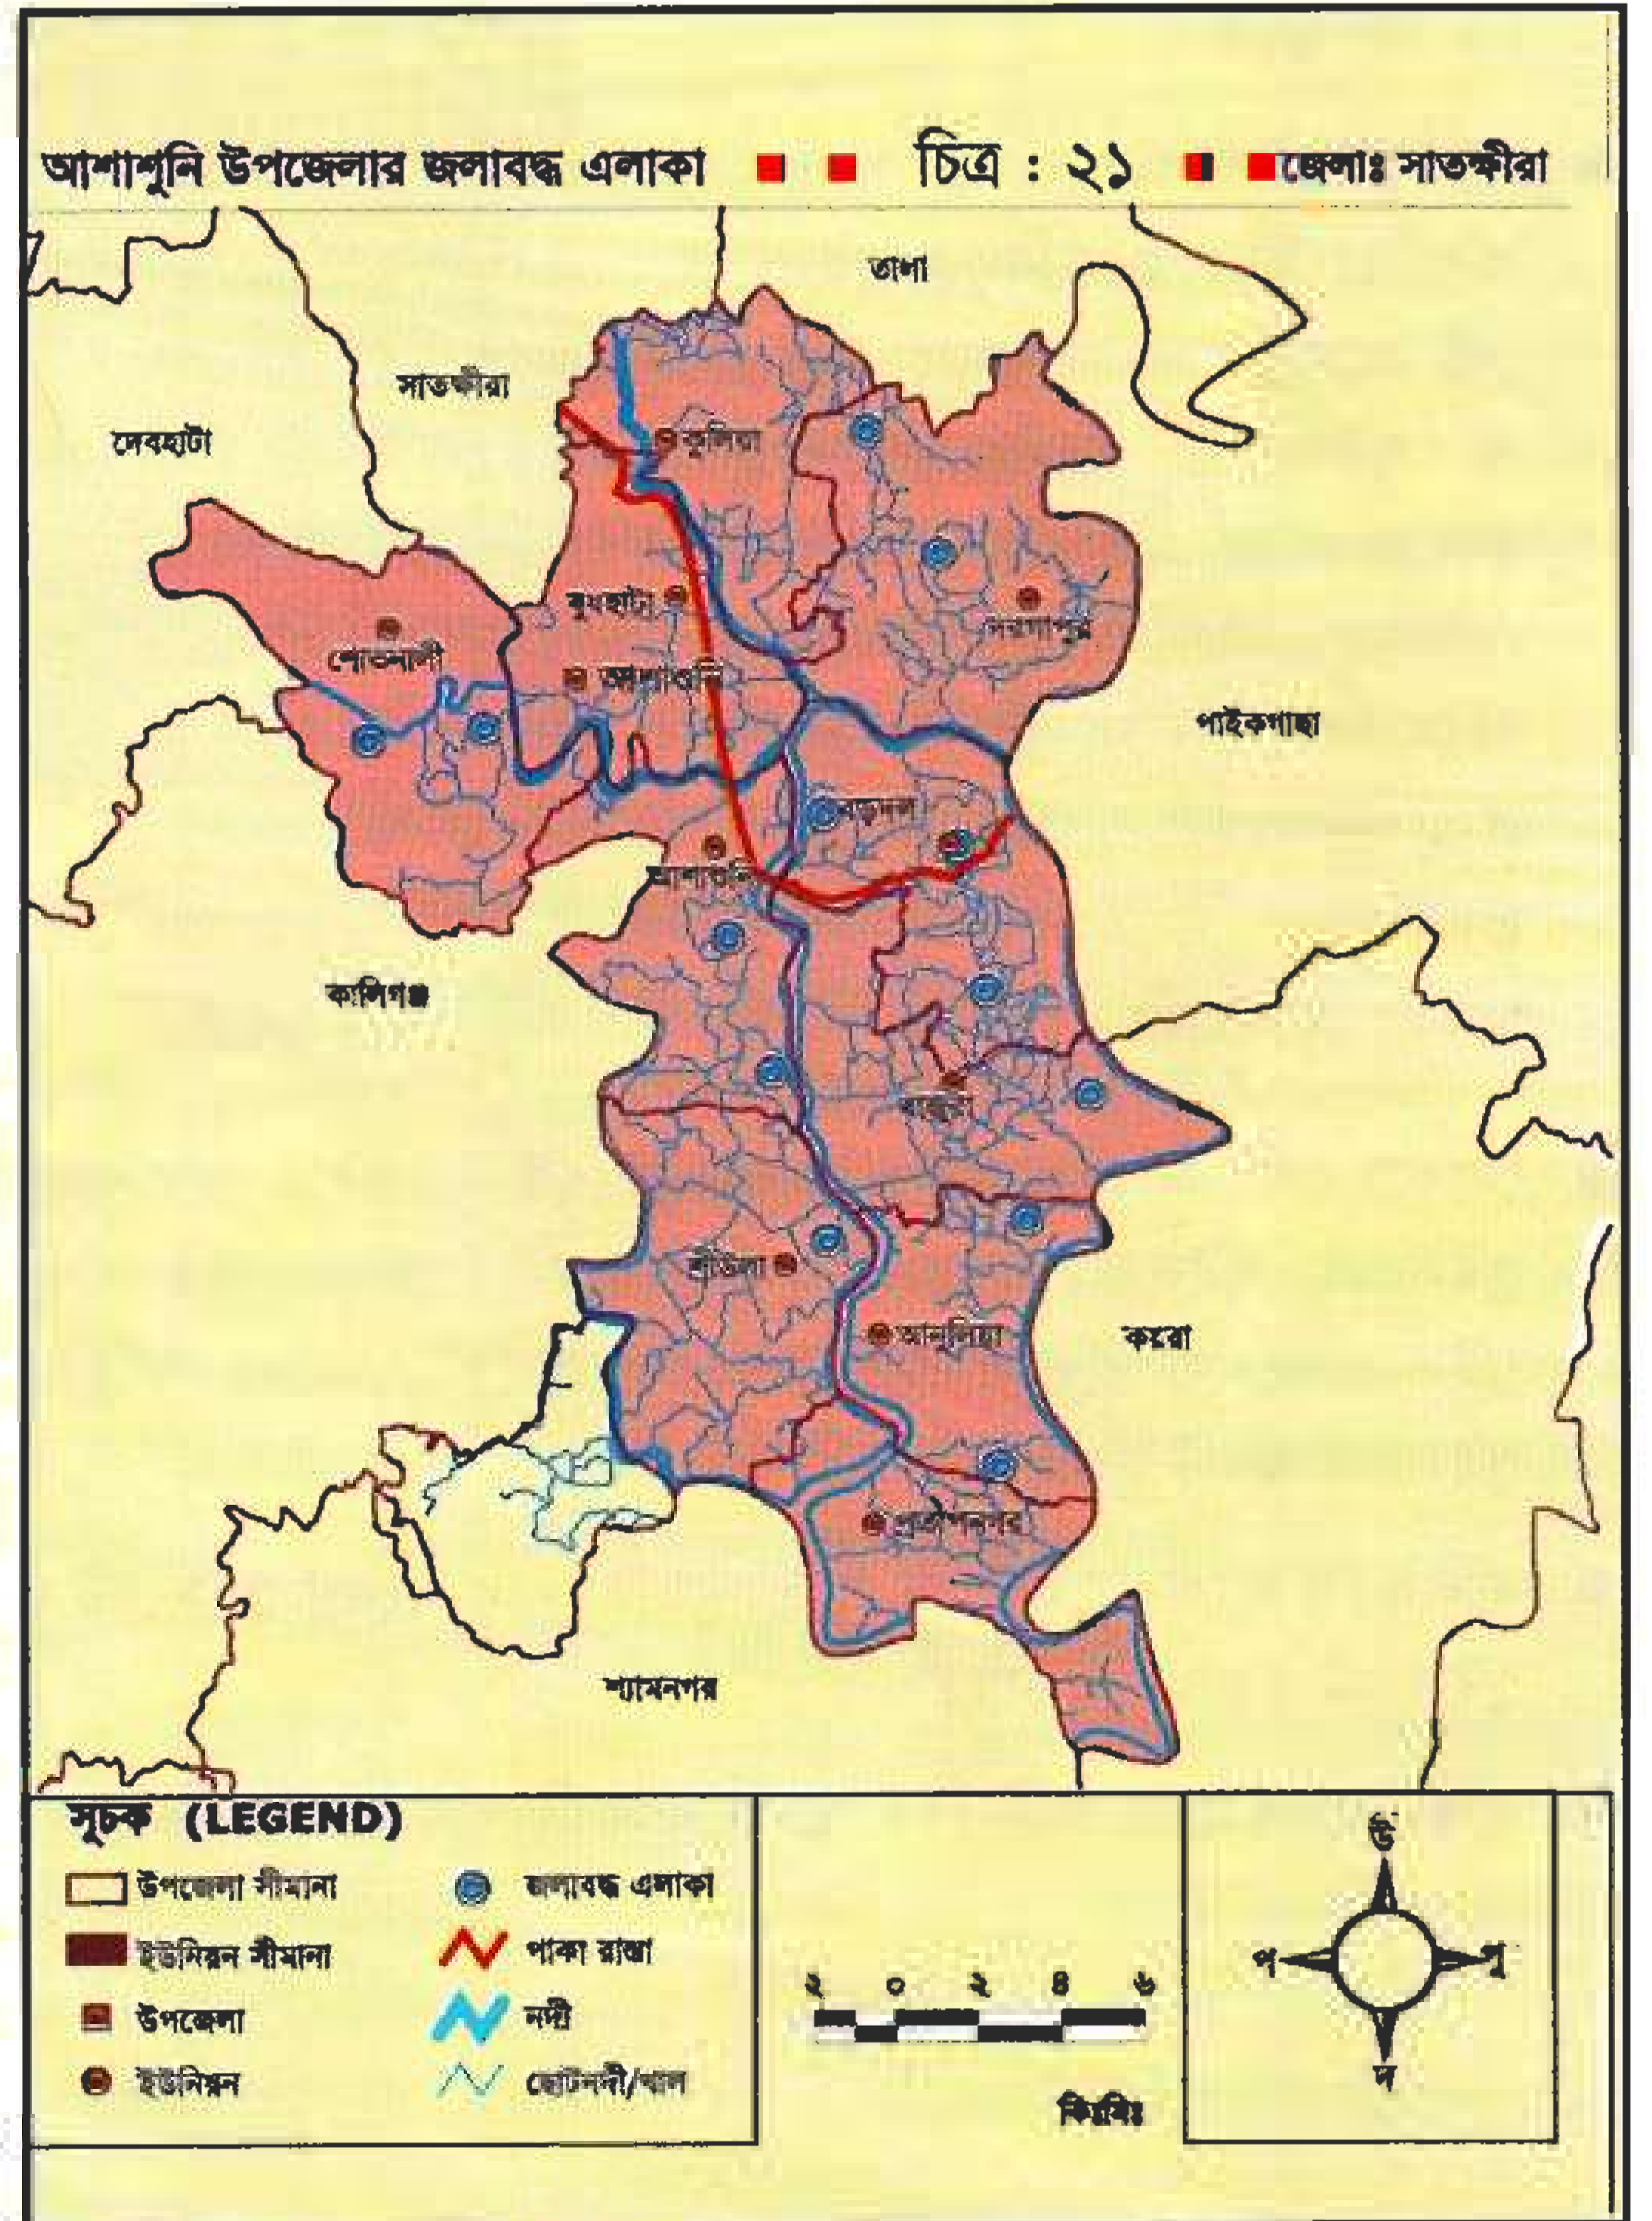 আশাশুনি উপজেলার জলাবদ্ধ এলাকা চিত্র : ২১ জেলাঃ সাতক্ষীরা
তালা
সাতক্ষীরা
দেবহাটা
কুলিয়া
বুধহাটা
দরগাপুর
শোভনালী
আশাশুনি
পাইকগাছা
বড়দল
আশাশুনি
কালিগঞ্জ
খাজরা
শ্রীউলা
আনুলিয়া
কয়রা
প্রতাপনগর
শ্যামনগর
সূচক (LEGEND)
উপজেলা সীমানা
জলাবদ্ধ এলাকা
ইউনিয়ন সীমানা
পাকা রাস্তা
উপজেলা
নদী
ইউনিয়ন
ছোটনদী/খাল
২ ০ ২ ৪ ৬
কিঃমিঃ
উ
প পূ
দ